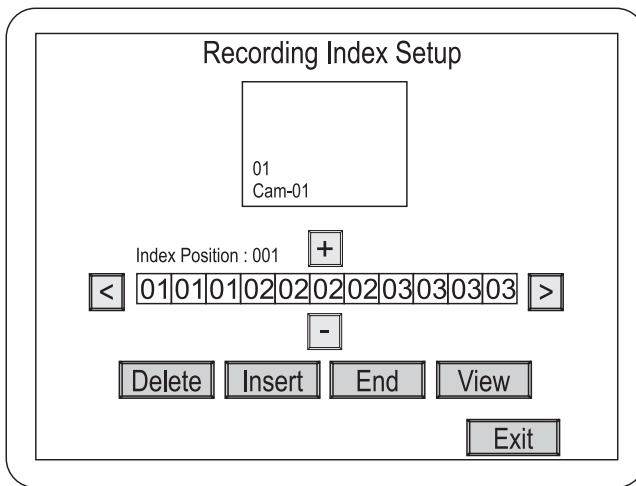 Recording Index Setup
01
Cam-01
+
Index Position : 001
< 01 01 01 02 02 02 02 03 03 03 03 >
-
Delete Insert End View
Exit